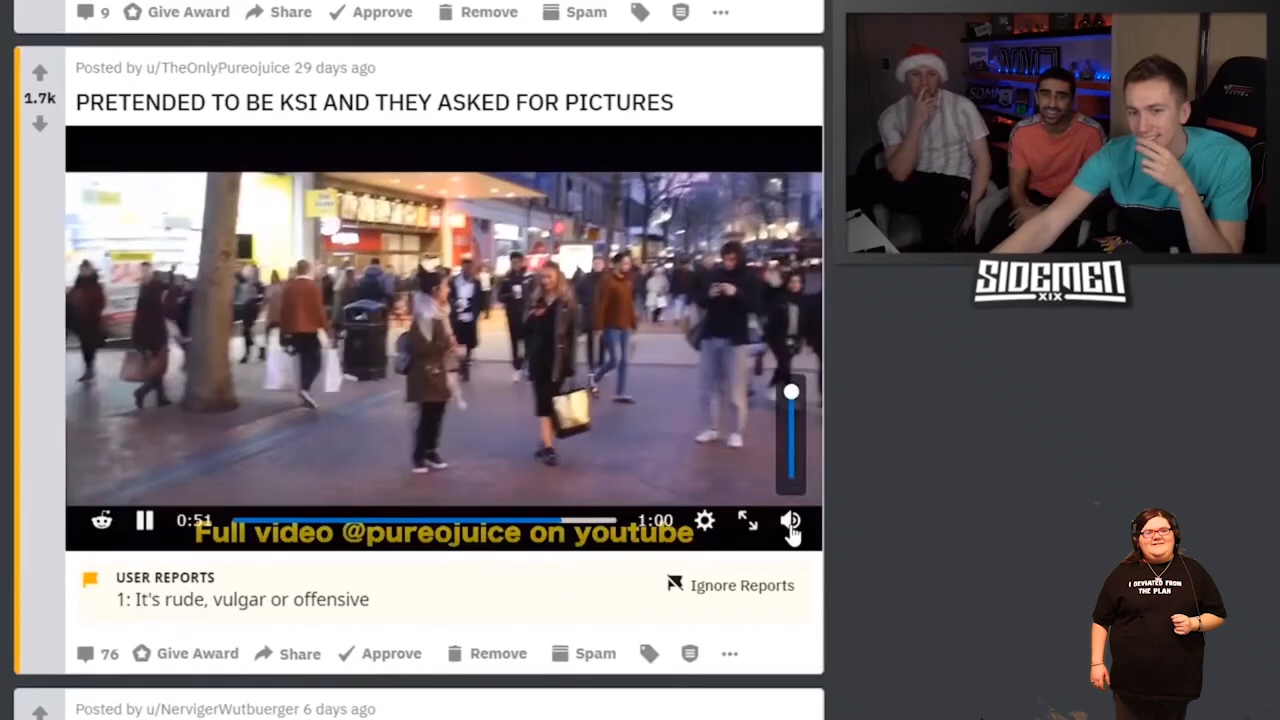 9 Give Award Share Approve Remove Spam
Posted by u/TheOnlyPureojuice 29 days ago
1.7k
PRETENDED TO BE KSI AND THEY ASKED FOR PICTURES
0:51
1:00
Full video @pureojuice on youtube
USER REPORTS
1: It's rude, vulgar or offensive
Ignore Reports
76 Give Award Share Approve Remove Spam
Posted by u/NervigerWutbuerger 6 days ago
SIDEMEN
XIX
I DEVIATED FROM
THE PLAN